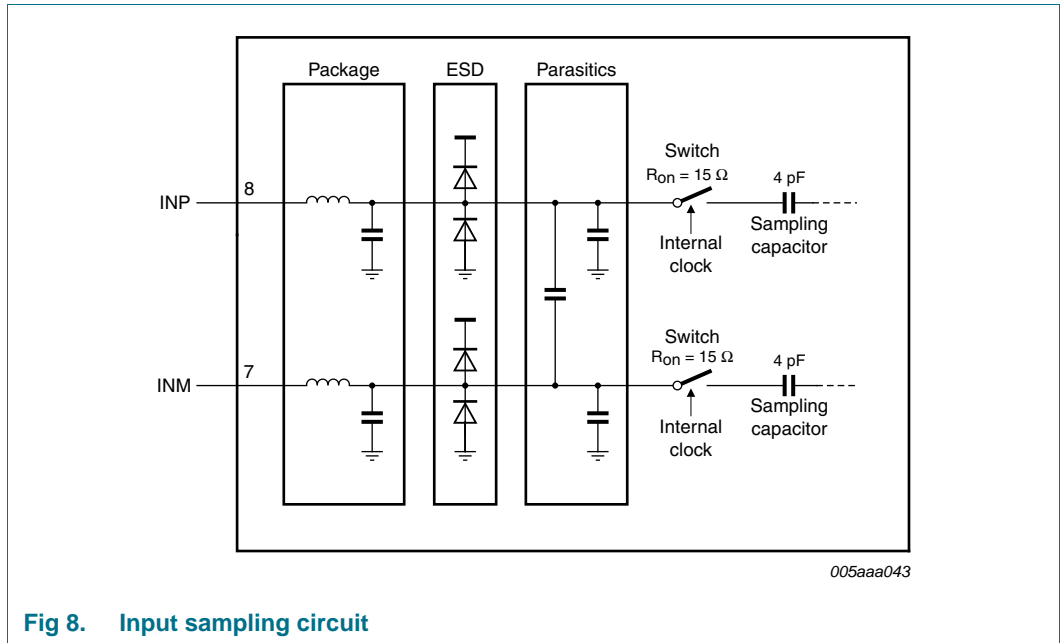 Package
ESD
Parasitics
Switch
Ron = 15 Ω
4 pF
INP
8
Sampling
capacitor
Internal
clock
Switch
Ron = 15 Ω
4 pF
INM
7
Sampling
capacitor
Internal
clock
005aaa043
Fig 8. Input sampling circuit